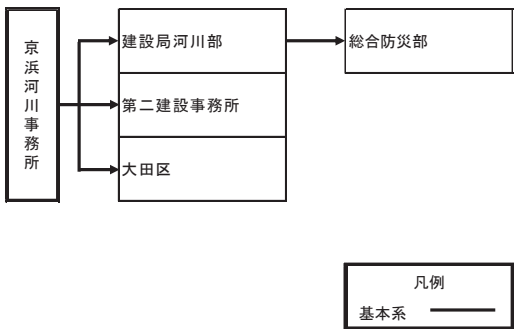 京浜河川事務所
建設局河川部
総合防災部
第二建設事務所
大田区
凡例
基本系